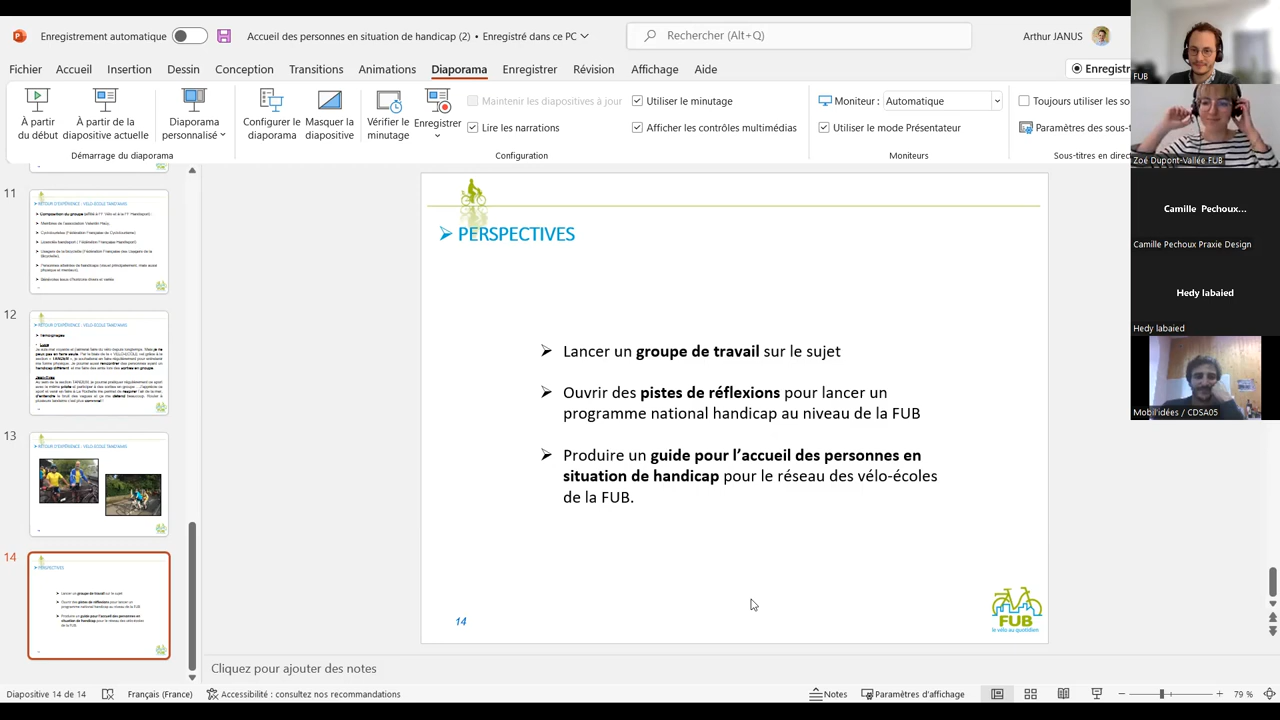 Enregistrement automatique
Accueil des personnes en situation de handicap (2) • Enregistré dans ce PC
Rechercher (Alt+Q)
Arthur JANUS
Fichier Accueil Insertion Dessin Conception Transitions Animations Diaporama Enregistrer Révision Affichage Aide
Enregistr
À partir du début
À partir de la diapositive actuelle
Diaporama personnalisé
Démarrage du diaporama
Configurer le diaporama
Masquer la diapositive
Vérifier le minutage
Enregistrer
Maintenir les diapositives à jour
Lire les narrations
Utiliser le minutage
Afficher les contrôles multimédias
Configuration
Moniteur : Automatique
Utiliser le mode Présentateur
Moniteurs
Toujours utiliser les so
Paramètres des sous-t
Sous-titres en direct
11
12
13
14
PERSPECTIVES
Lancer un groupe de travail sur le sujet
Ouvrir des pistes de réflexions pour lancer un
programme national handicap au niveau de la FUB
Produire un guide pour l’accueil des personnes en
situation de handicap pour le réseau des vélo-écoles
de la FUB.
14
FUB
le vélo au quotidien
FUB
Zoé Dupont-Vallée FUB
Camille Pechoux...
Camille Pechoux Praxie Design
Hedy labaied
Hedy labaied
Mobil'idées / CDSA05
Cliquez pour ajouter des notes
Diapositive 14 de 14
Français (France)
Accessibilité : consultez nos recommandations
Notes
Paramètres d'affichage
79 %